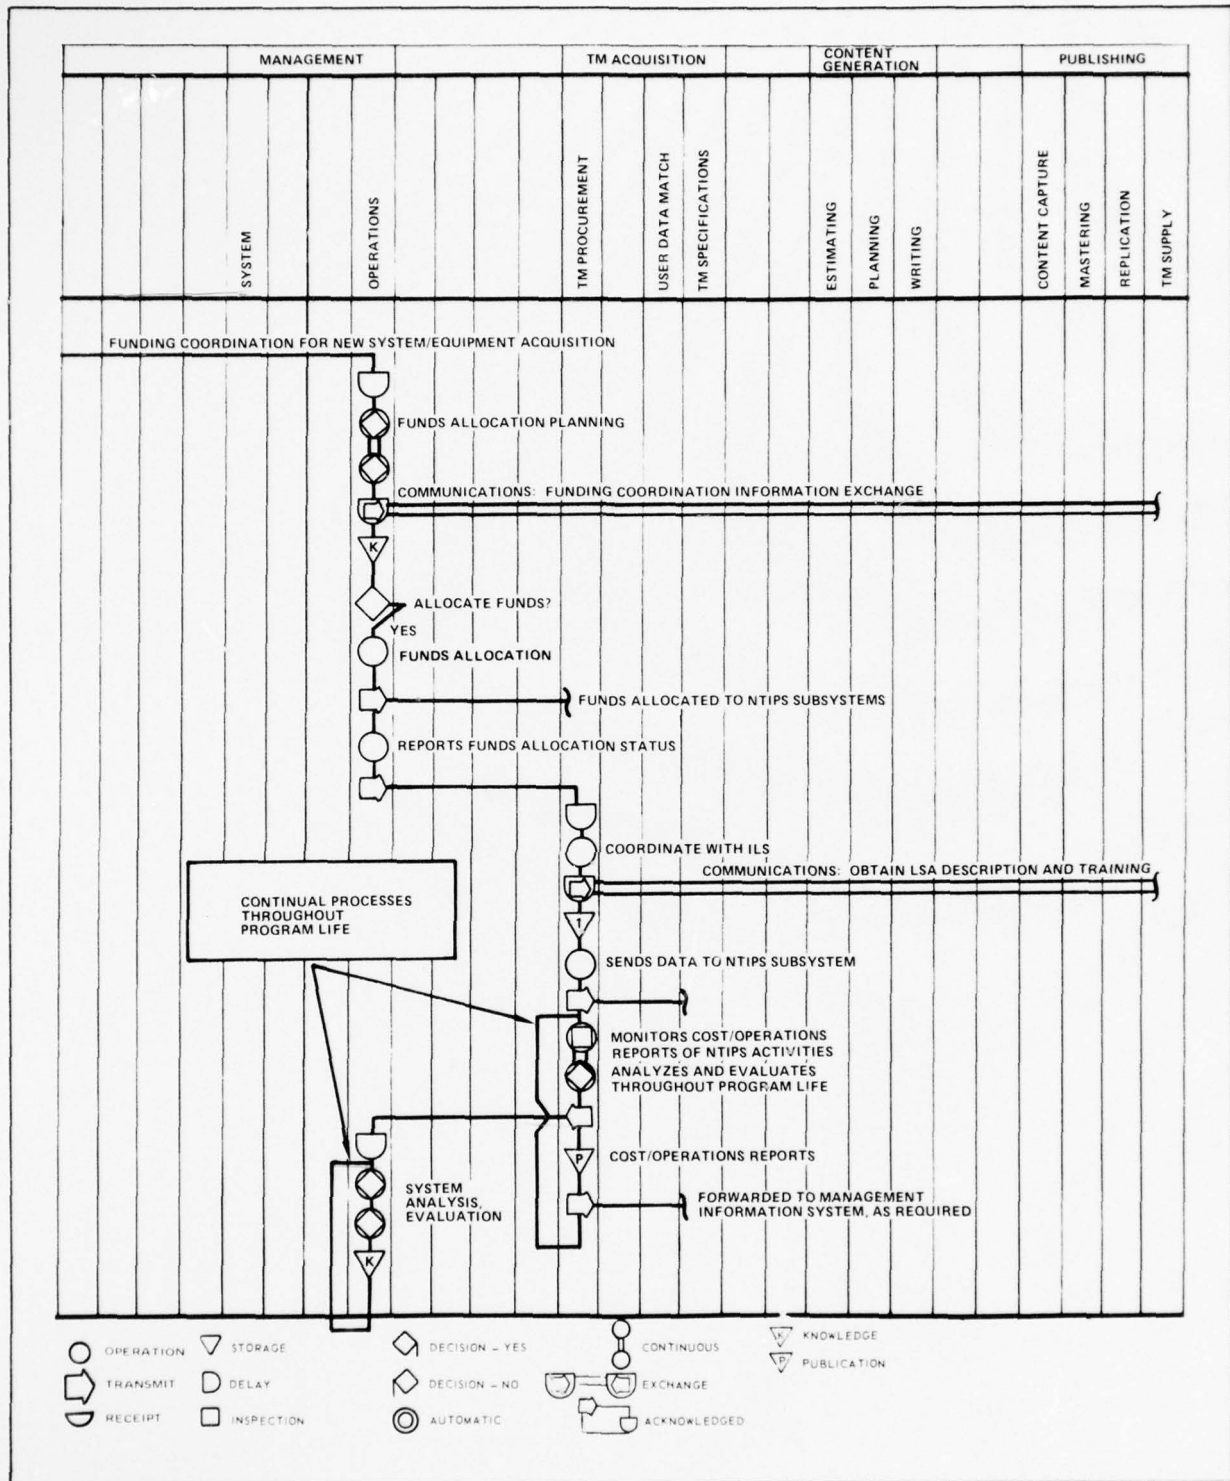 MANAGEMENT
TM ACQUISITION
CONTENT
GENERATION
PUBLISHING
SYSTEM
OPERATIONS
TM PROCUREMENT
USER DATA MATCH
TM SPECIFICATIONS
ESTIMATING
PLANNING
WRITING
CONTENT CAPTURE
MASTERING
REPLICATION
TM SUPPLY
FUNDING COORDINATION FOR NEW SYSTEM/EQUIPMENT ACQUISITION
FUNDS ALLOCATION PLANNING
COMMUNICATIONS: FUNDING COORDINATION INFORMATION EXCHANGE
K
ALLOCATE FUNDS?
YES
FUNDS ALLOCATION
FUNDS ALLOCATED TO NTIPS SUBSYSTEMS
REPORTS FUNDS ALLOCATION STATUS
COORDINATE WITH ILS
COMMUNICATIONS: OBTAIN LSA DESCRIPTION AND TRAINING
1
CONTINUAL PROCESSES
THROUGHOUT
PROGRAM LIFE
SENDS DATA TO NTIPS SUBSYSTEM
MONITORS COST/OPERATIONS
REPORTS OF NTIPS ACTIVITIES
ANALYZES AND EVALUATES
THROUGHOUT PROGRAM LIFE
P
COST/OPERATIONS REPORTS
SYSTEM
ANALYSIS,
EVALUATION
FORWARDED TO MANAGEMENT
INFORMATION SYSTEM, AS REQUIRED
K
OPERATION
STORAGE
DECISION – YES
CONTINUOUS
K
KNOWLEDGE
TRANSMIT
DELAY
DECISION – NO
EXCHANGE
P
PUBLICATION
RECEIPT
INSPECTION
AUTOMATIC
ACKNOWLEDGED